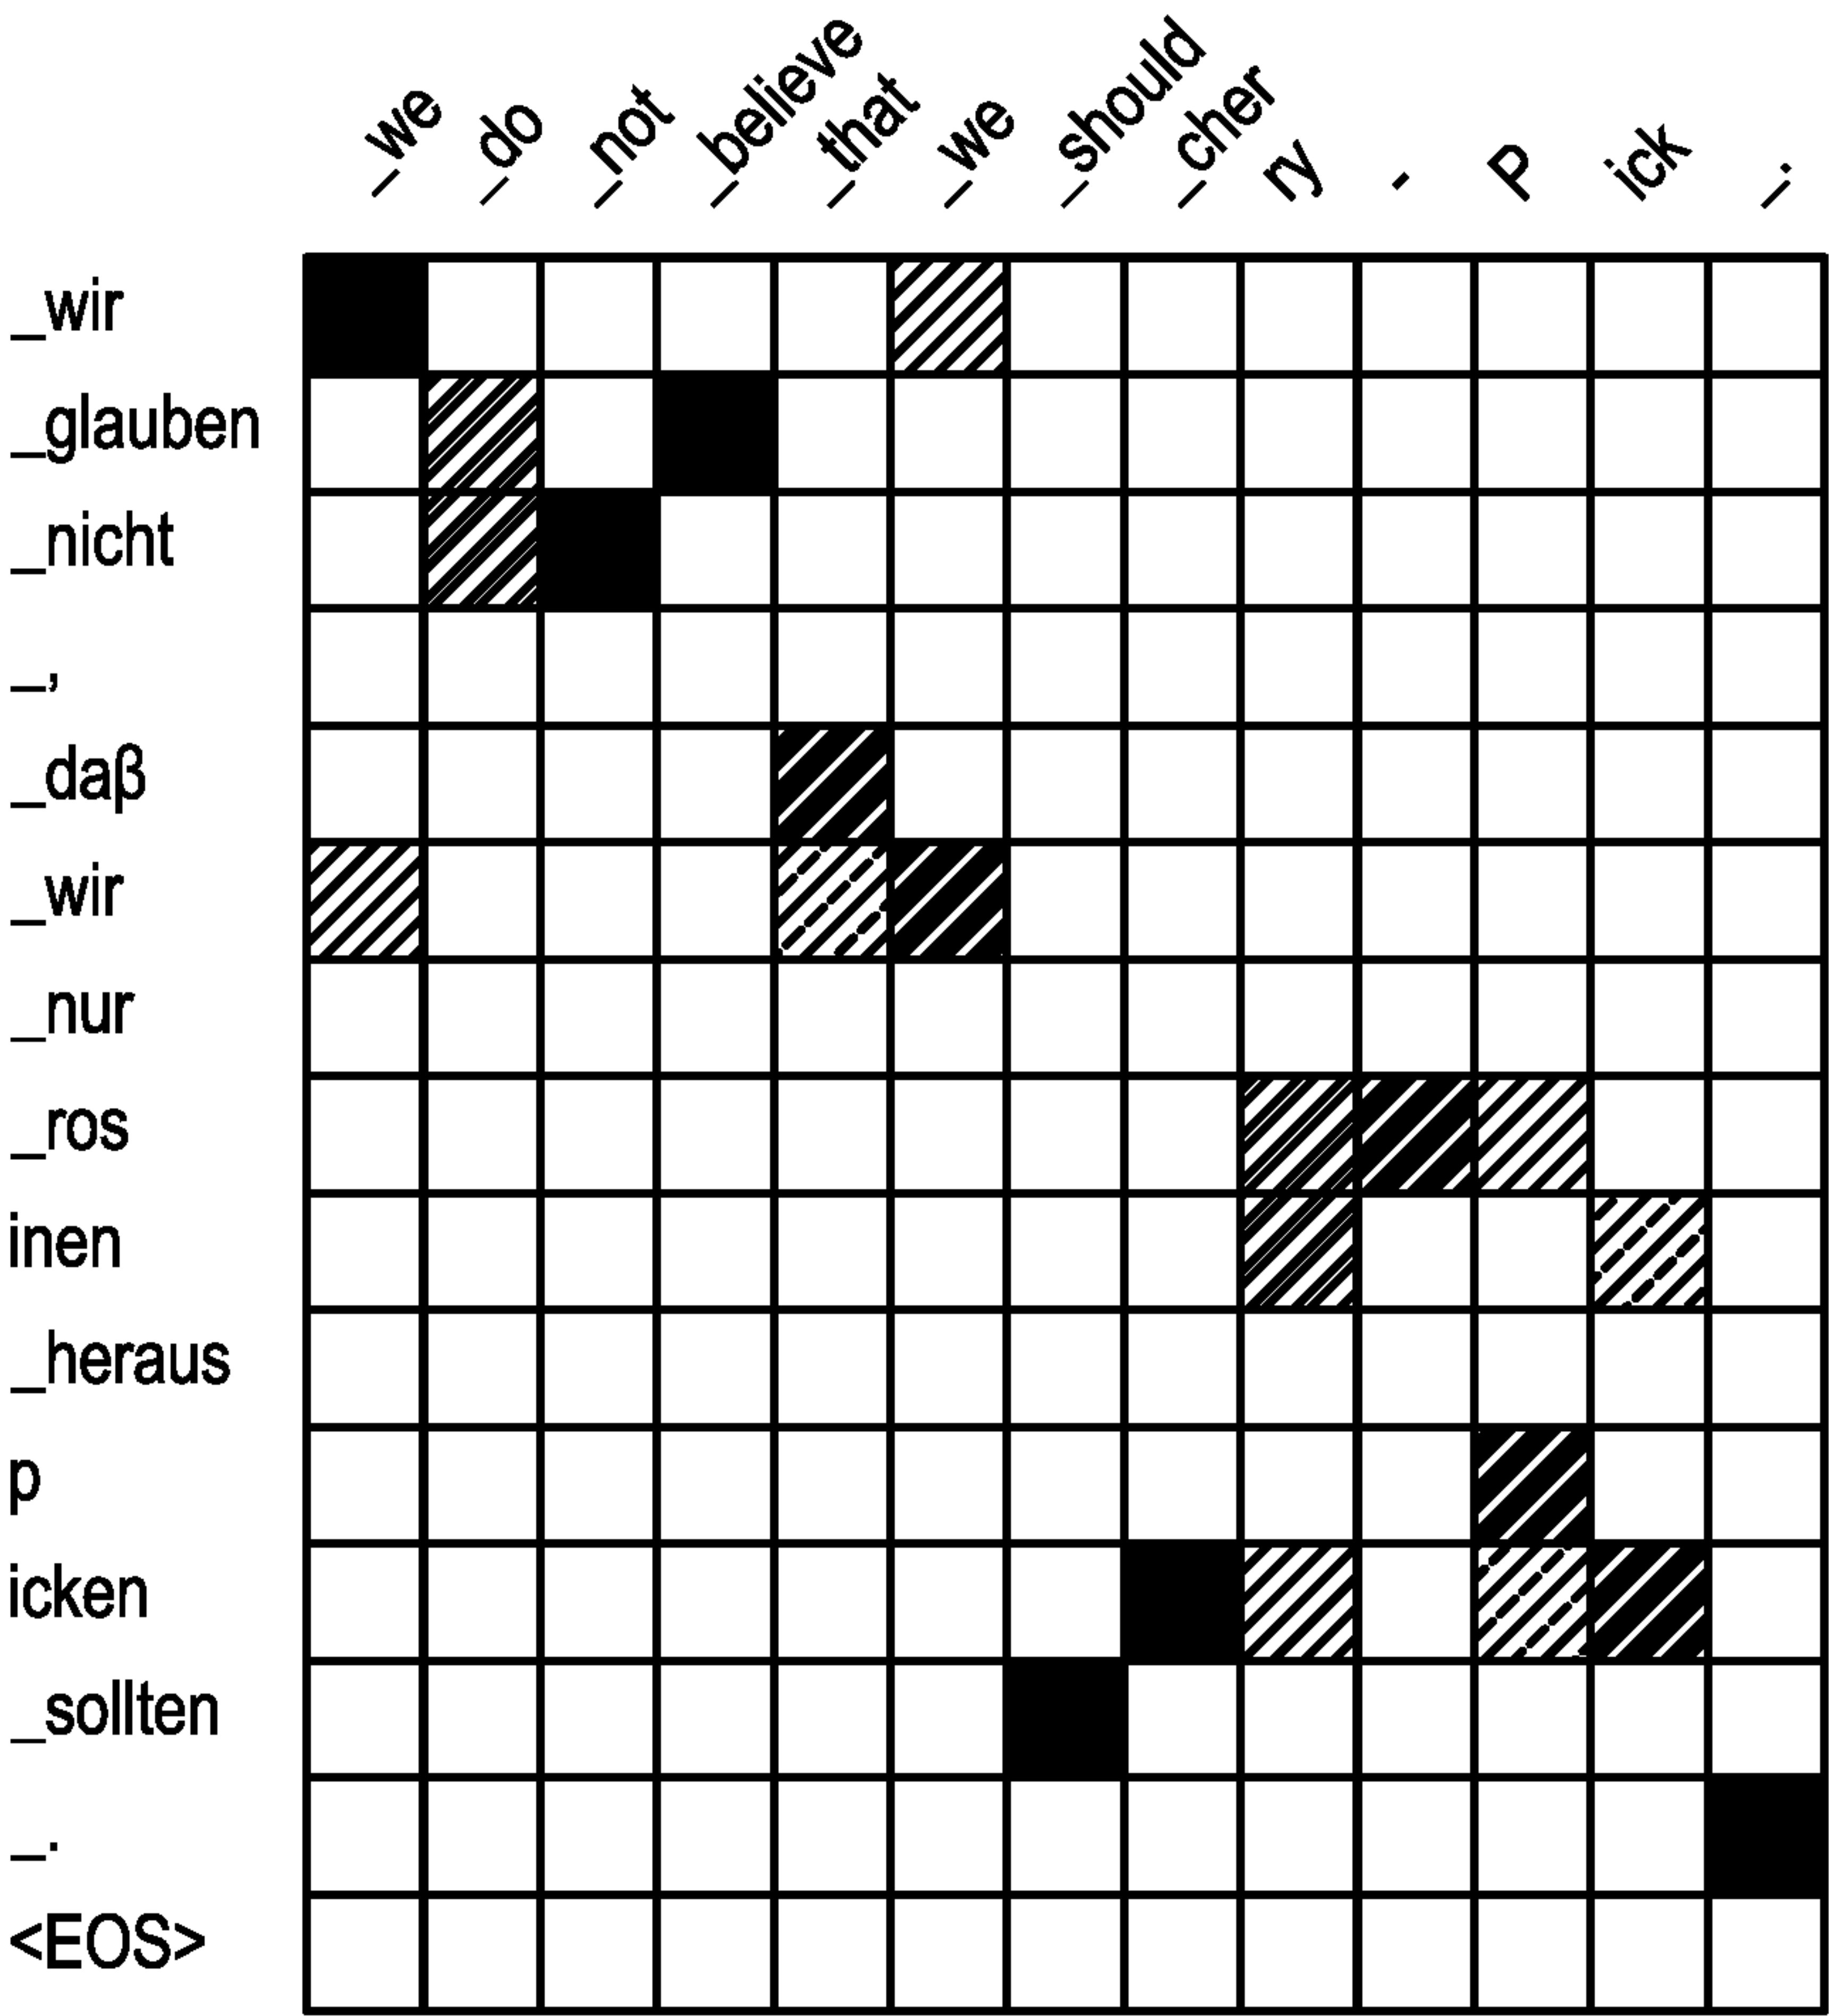 _we _do _not _believe _that _we _should _cher ry - P ick _.
_wir
_glauben
_nicht
_,
_daß
_wir
_nur
_ros
inen
_heraus
p
icken
_sollten
_.
<EOS>